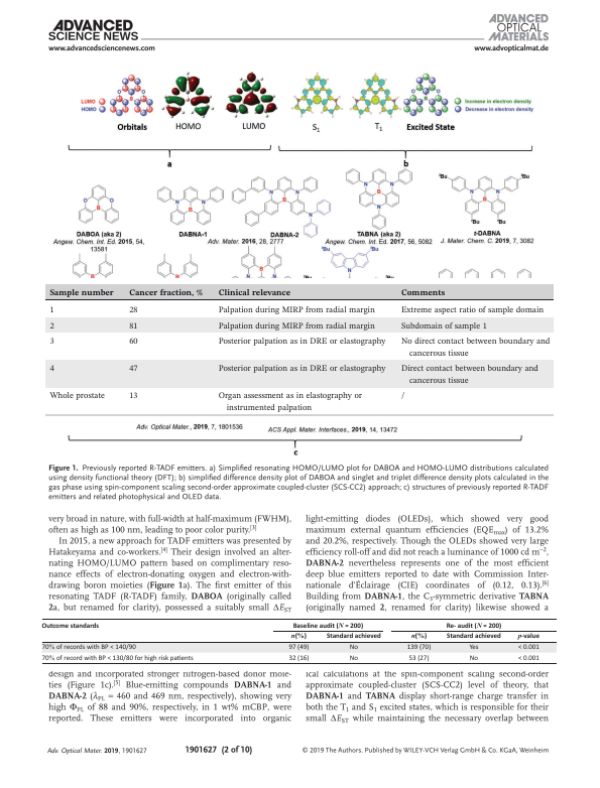 ADVANCED
SCIENCE NEWS
www.advancedsciencenews.com
ADVANCED
OPTICAL
MATERIALS
www.advopticalmat.de
LUMO
HOMO
Orbitals
HOMO
LUMO
S1
T1
Excited State
Increase in electron density
Decrease in electron density
a
b
DABOA (aka 2)
Angew. Chem. Int. Ed. 2015, 54,
13581
DABNA-1
DABNA-2
Adv. Mater. 2016, 28, 2777
TABNA (aka 2)
Angew. Chem. Int. Ed. 2017, 56, 5082
t-DABNA
J. Mater. Chem. C. 2019, 7, 3082
Sample number Cancer fraction, % Clinical relevance Comments
1 28 Palpation during MIRP from radial margin Extreme aspect ratio of sample domain
2 81 Palpation during MIRP from radial margin Subdomain of sample 1
3 60 Posterior palpation as in DRE or elastography No direct contact between boundary and
cancerous tissue
4 47 Posterior palpation as in DRE or elastography Direct contact between boundary and
cancerous tissue
Whole prostate 13 Organ assessment as in elastography or /
instrumented palpation
Adv. Optical Mater., 2019, 7, 1801536
ACS Appl. Mater. Interfaces., 2019, 14, 13472
c
Figure 1. Previously reported R-TADF emitters. a) Simplified resonating HOMO/LUMO plot for DABOA and HOMO-LUMO distributions calculated
using density functional theory (DFT); b) simplified difference density plot of DABOA and singlet and triplet difference density plots calculated in the
gas phase using spin-component scaling second-order approximate coupled-cluster (SCS-CC2) approach; c) structures of previously reported R-TADF
emitters and related photophysical and OLED data.
very broad in nature, with full-width at half-maximum (FWHM),
often as high as 100 nm, leading to poor color purity.[3]
In 2015, a new approach for TADF emitters was presented by
Hatakeyama and co-workers.[4] Their design involved an alter-
nating HOMO/LUMO pattern based on complimentary reso-
nance effects of electron-donating oxygen and electron-with-
drawing boron moieties (Figure 1a). The first emitter of this
resonating TADF (R-TADF) family, DABOA (originally called
2a, but renamed for clarity), possessed a suitably small ΔEST
light-emitting diodes (OLEDs), which showed very good
maximum external quantum efficiencies (EQEmax) of 13.2%
and 20.2%, respectively. Though the OLEDs showed very large
efficiency roll-off and did not reach a luminance of 1000 cd m−2,
DABNA-2 nevertheless represents one of the most efficient
deep blue emitters reported to date with Commission Inter-
nationale d'Éclairage (CIE) coordinates of (0.12, 0.13).[6]
Building from DABNA-1, the C3-symmetric derivative TABNA
(originally named 2, renamed for clarity) likewise showed a
Outcome standards Baseline audit (N = 200) Re- audit (N = 200)
n(%) Standard achieved n(%) Standard achieved p-value
70% of records with BP < 140/90 97 (49) No 139 (70) Yes < 0.001
70% of record with BP < 130/80 for high risk patients 32 (16) No 53 (27) No < 0.001
design and incorporated stronger nitrogen-based donor moie-
ties (Figure 1c).[5] Blue-emitting compounds DABNA-1 and
DABNA-2 (λPL = 460 and 469 nm, respectively), showing very
high ΦPL of 88 and 90%, respectively, in 1 wt% mCBP, were
reported. These emitters were incorporated into organic
ical calculations at the spin-component scaling second-order
approximate coupled-cluster (SCS-CC2) level of theory, that
DABNA-1 and TABNA display short-range charge transfer in
both the T1 and S1 excited states, which is responsible for their
small ΔEST while maintaining the necessary overlap between
Adv. Optical Mater. 2019, 1901627
1901627 (2 of 10)
© 2019 The Authors. Published by WILEY-VCH Verlag GmbH & Co. KGaA, Weinheim